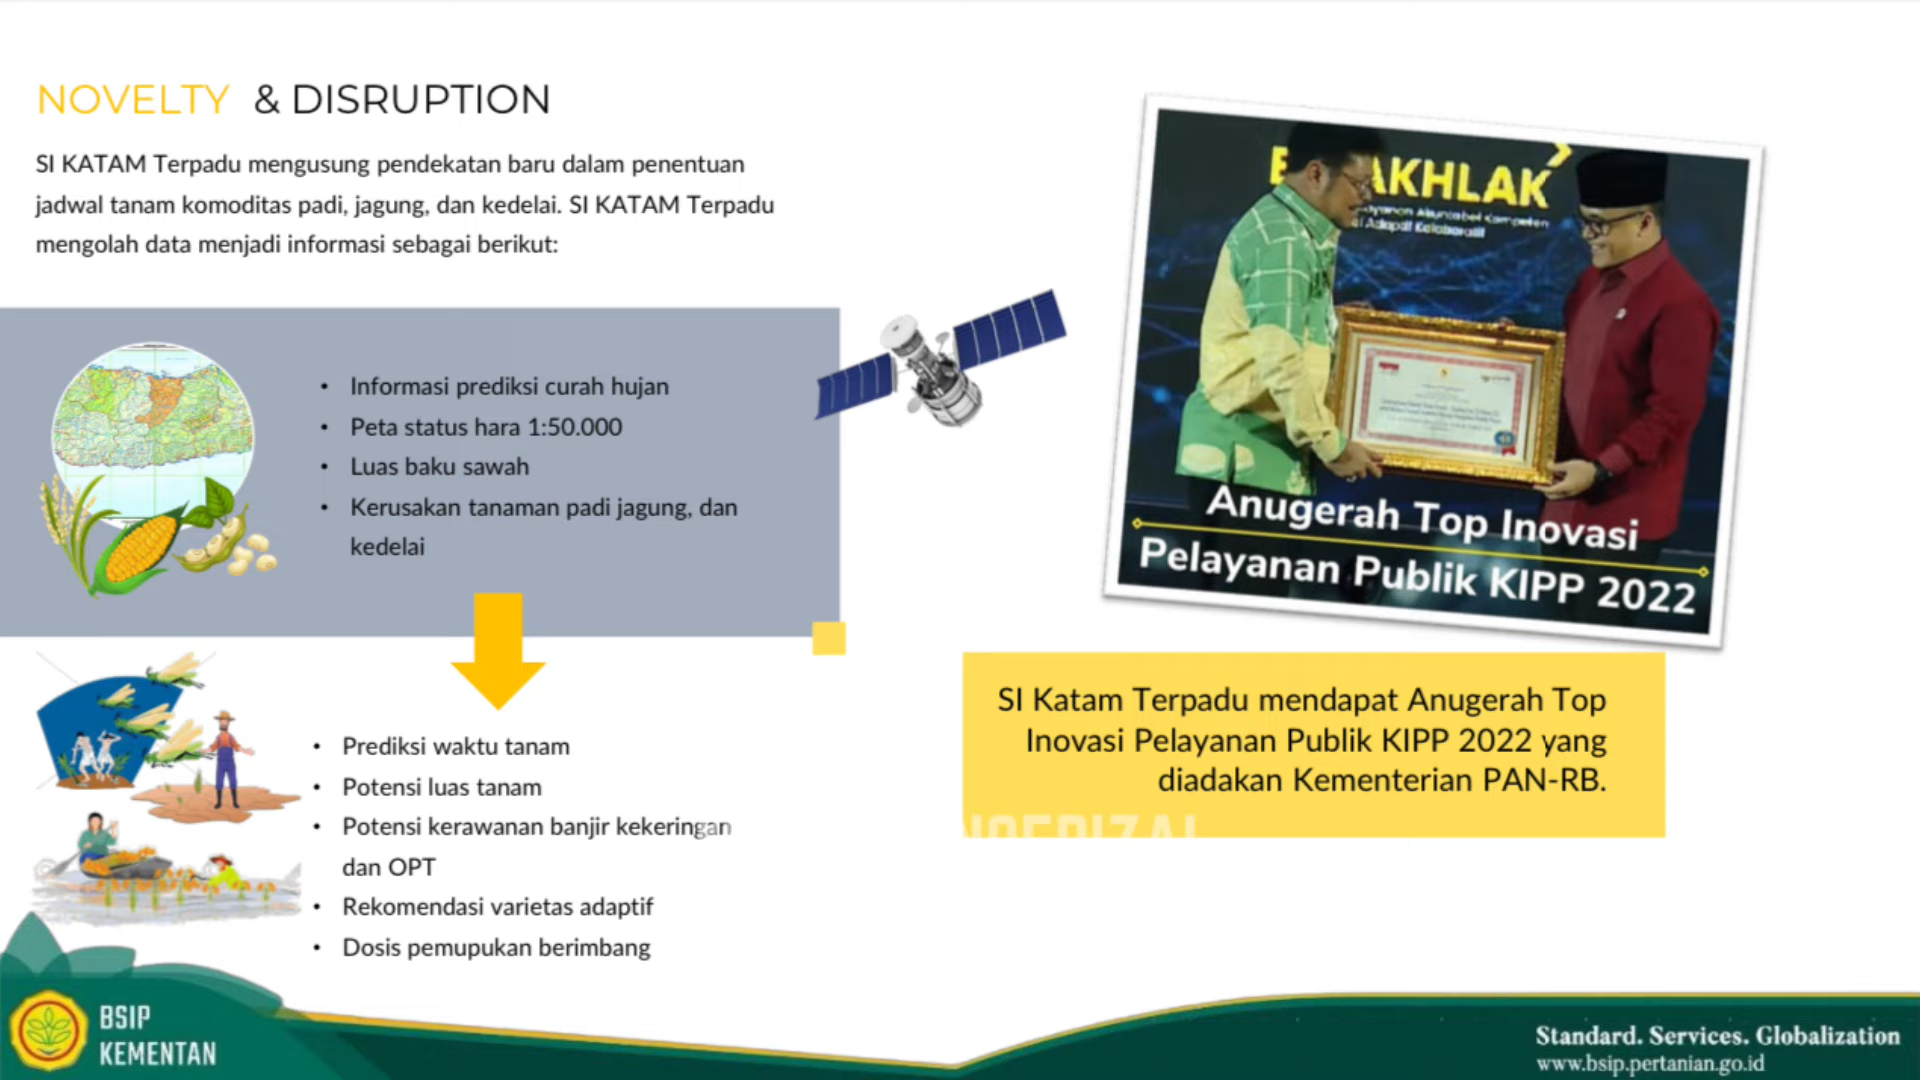 NOVELTY & DISRUPTION
SI KATAM Terpadu mengusung pendekatan baru dalam penentuan
jadwal tanam komoditas padi, jagung, dan kedelai. SI KATAM Terpadu
mengolah data menjadi informasi sebagai berikut:
• Informasi prediksi curah hujan
• Peta status hara 1:50.000
• Luas baku sawah
• Kerusakan tanaman padi jagung, dan
kedelai
• Prediksi waktu tanam
• Potensi luas tanam
• Potensi kerawanan banjir kekeringan
dan OPT
• Rekomendasi varietas adaptif
• Dosis pemupukan berimbang
AKHLAK
Akuntabel Kompeten
Adaptif Kolaboratif
Anugerah Top Inovasi
Pelayanan Publik KIPP 2022
SI Katam Terpadu mendapat Anugerah Top
Inovasi Pelayanan Publik KIPP 2022 yang
diadakan Kementerian PAN-RB.
BSIP
KEMENTAN
Standard. Services. Globalization
www.bsip.pertanian.go.id